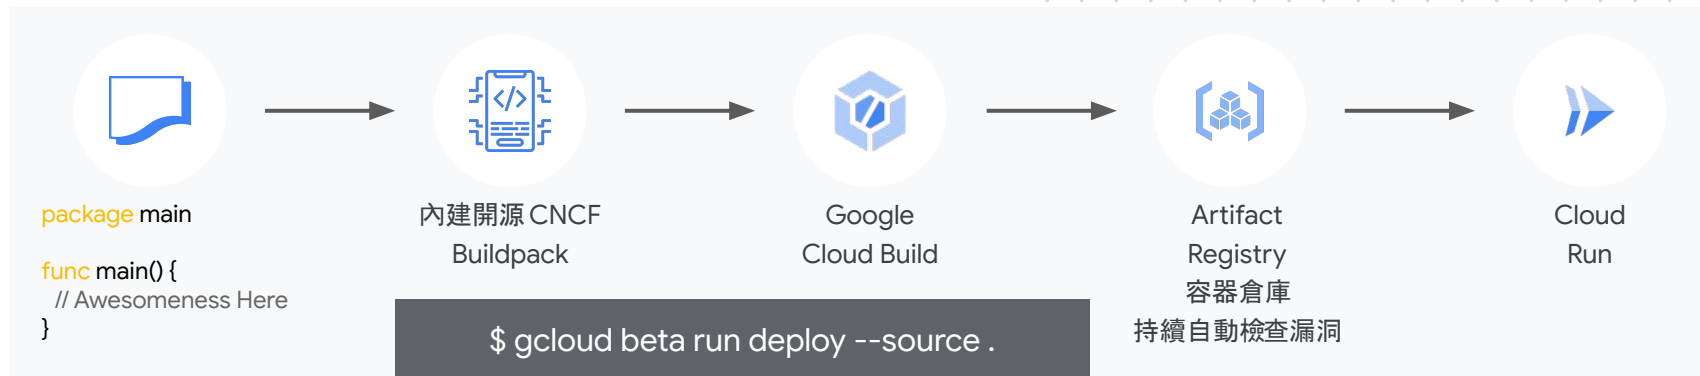 package main
func main() {
// Awesomeness Here
}
內建開源 CNCF
Buildpack
Google
Cloud Build
Artifact
Registry
容器倉庫
持續自動檢查漏洞
Cloud
Run
$ gcloud beta run deploy --source .